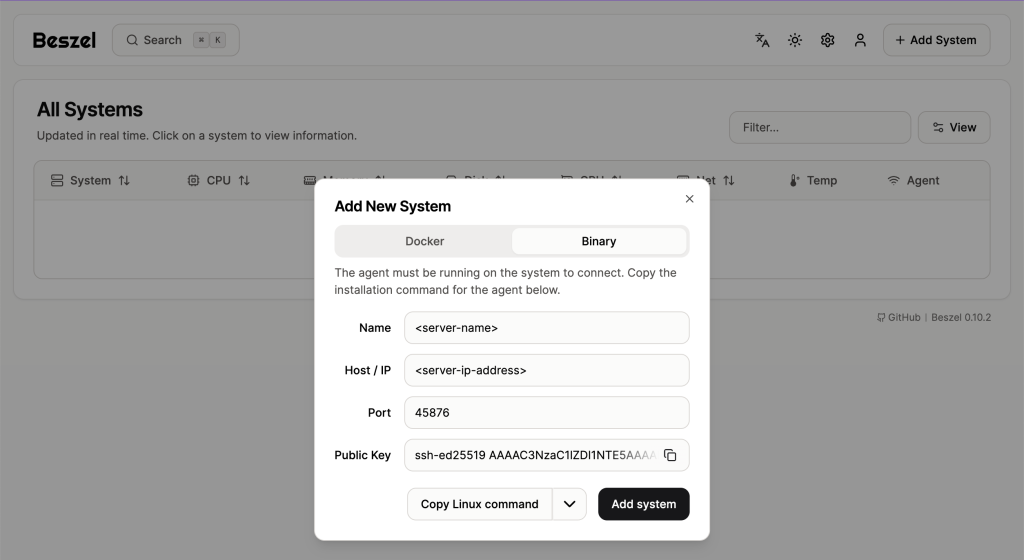 Beszel
Search ⌘ K
Add System
All Systems
Updated in real time. Click on a system to view information.
Filter...
View
System CPU Memory Disk GPU Net Temp Agent
Add New System
Docker Binary
The agent must be running on the system to connect. Copy the
installation command for the agent below.
Name <server-name>
Host / IP <server-ip-address>
Port 45876
Public Key ssh-ed25519 AAAAC3NzaC1lZDI1NTE5AAAA
Copy Linux command Add system
GitHub | Beszel 0.10.2